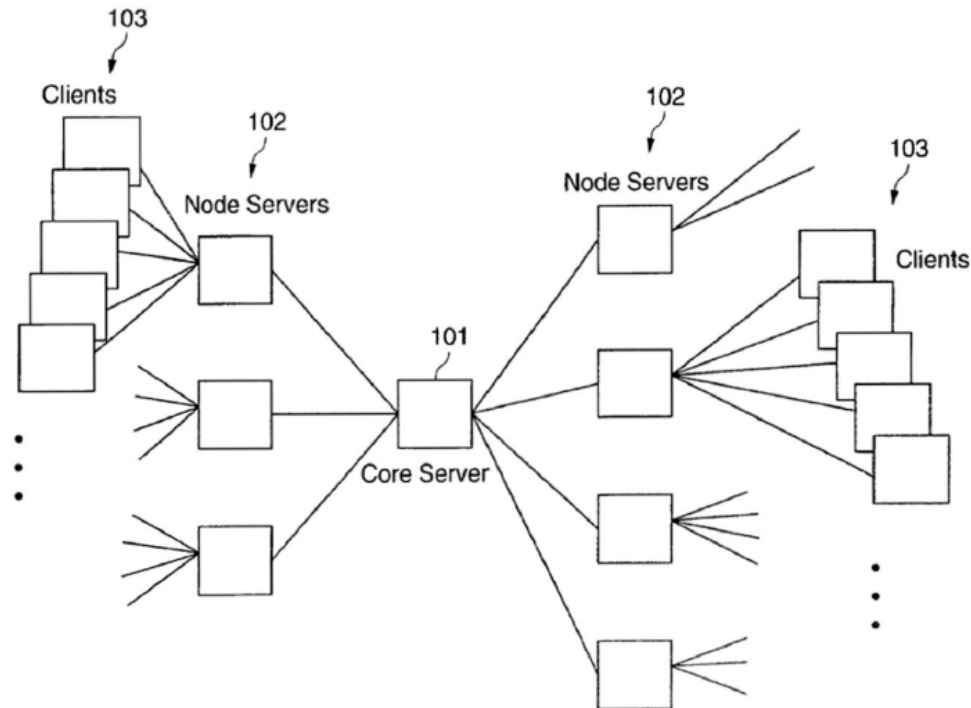 103
Clients
102
Node Servers
102
Node Servers
103
Clients
101
Core Server